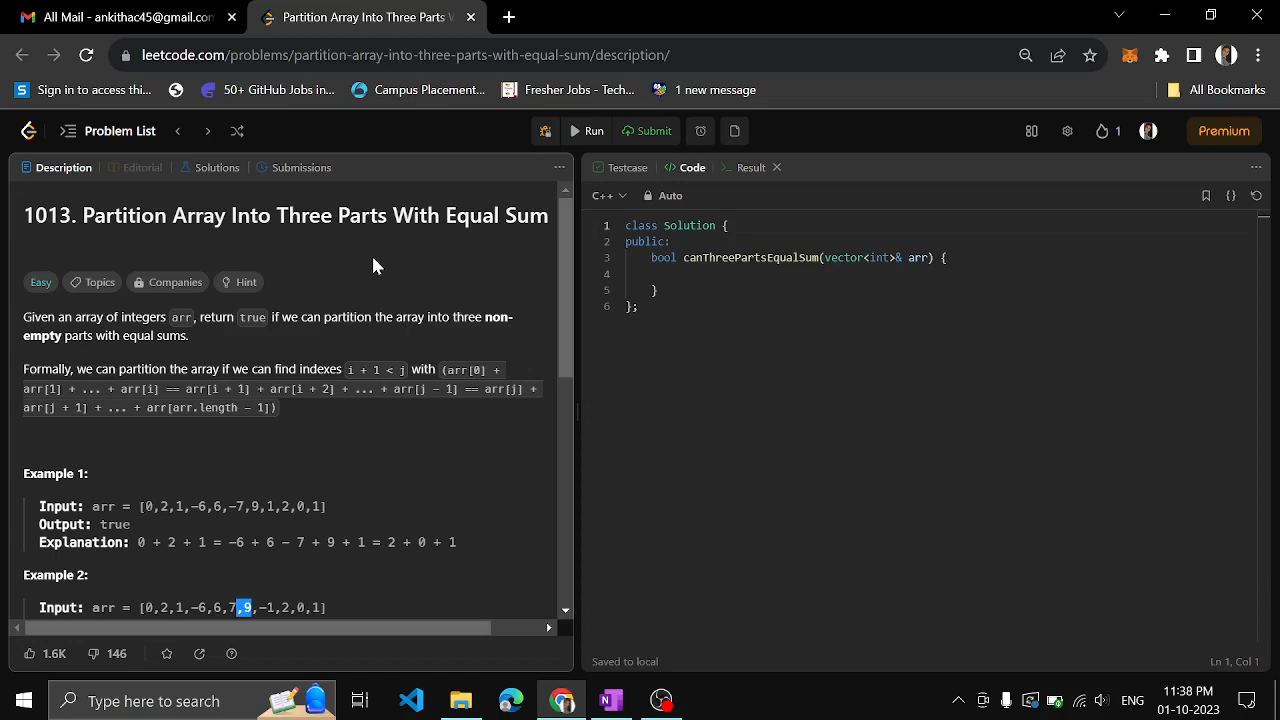 All Mail - ankithac45@gmail.con
Partition Array Into Three Parts V
leetcode.com/problems/partition-array-into-three-parts-with-equal-sum/description/
Sign in to access thi...
50+ GitHub Jobs in...
Campus Placement...
Fresher Jobs - Tech...
1 new message
All Bookmarks
Problem List
Run
Submit
1
Premium
Description
Editorial
Solutions
Submissions
Testcase
Code
Result
C++
Auto
1013. Partition Array Into Three Parts With Equal Sum
Easy
Topics
Companies
Hint
Given an array of integers arr, return true if we can partition the array into three non-
empty parts with equal sums.
Formally, we can partition the array if we can find indexes i + 1 < j with (arr[0] +
arr[1] + ... + arr[i] == arr[i + 1] + arr[i + 2] + ... + arr[j - 1] == arr[j] +
arr[j + 1] + ... + arr[arr.length - 1])
Example 1:
Input: arr = [0,2,1,-6,6,-7,9,1,2,0,1]
Output: true
Explanation: 0 + 2 + 1 = -6 + 6 - 7 + 9 + 1 = 2 + 0 + 1
Example 2:
Input: arr = [0,2,1,-6,6,7,9,-1,2,0,1]
1.6K
146
1 class Solution {
2 public:
3 bool canThreePartsEqualSum(vector<int>& arr) {
4
5 }
6 };
Saved to local
Ln 1, Col 1
Type here to search
ENG
11:38 PM
01-10-2023